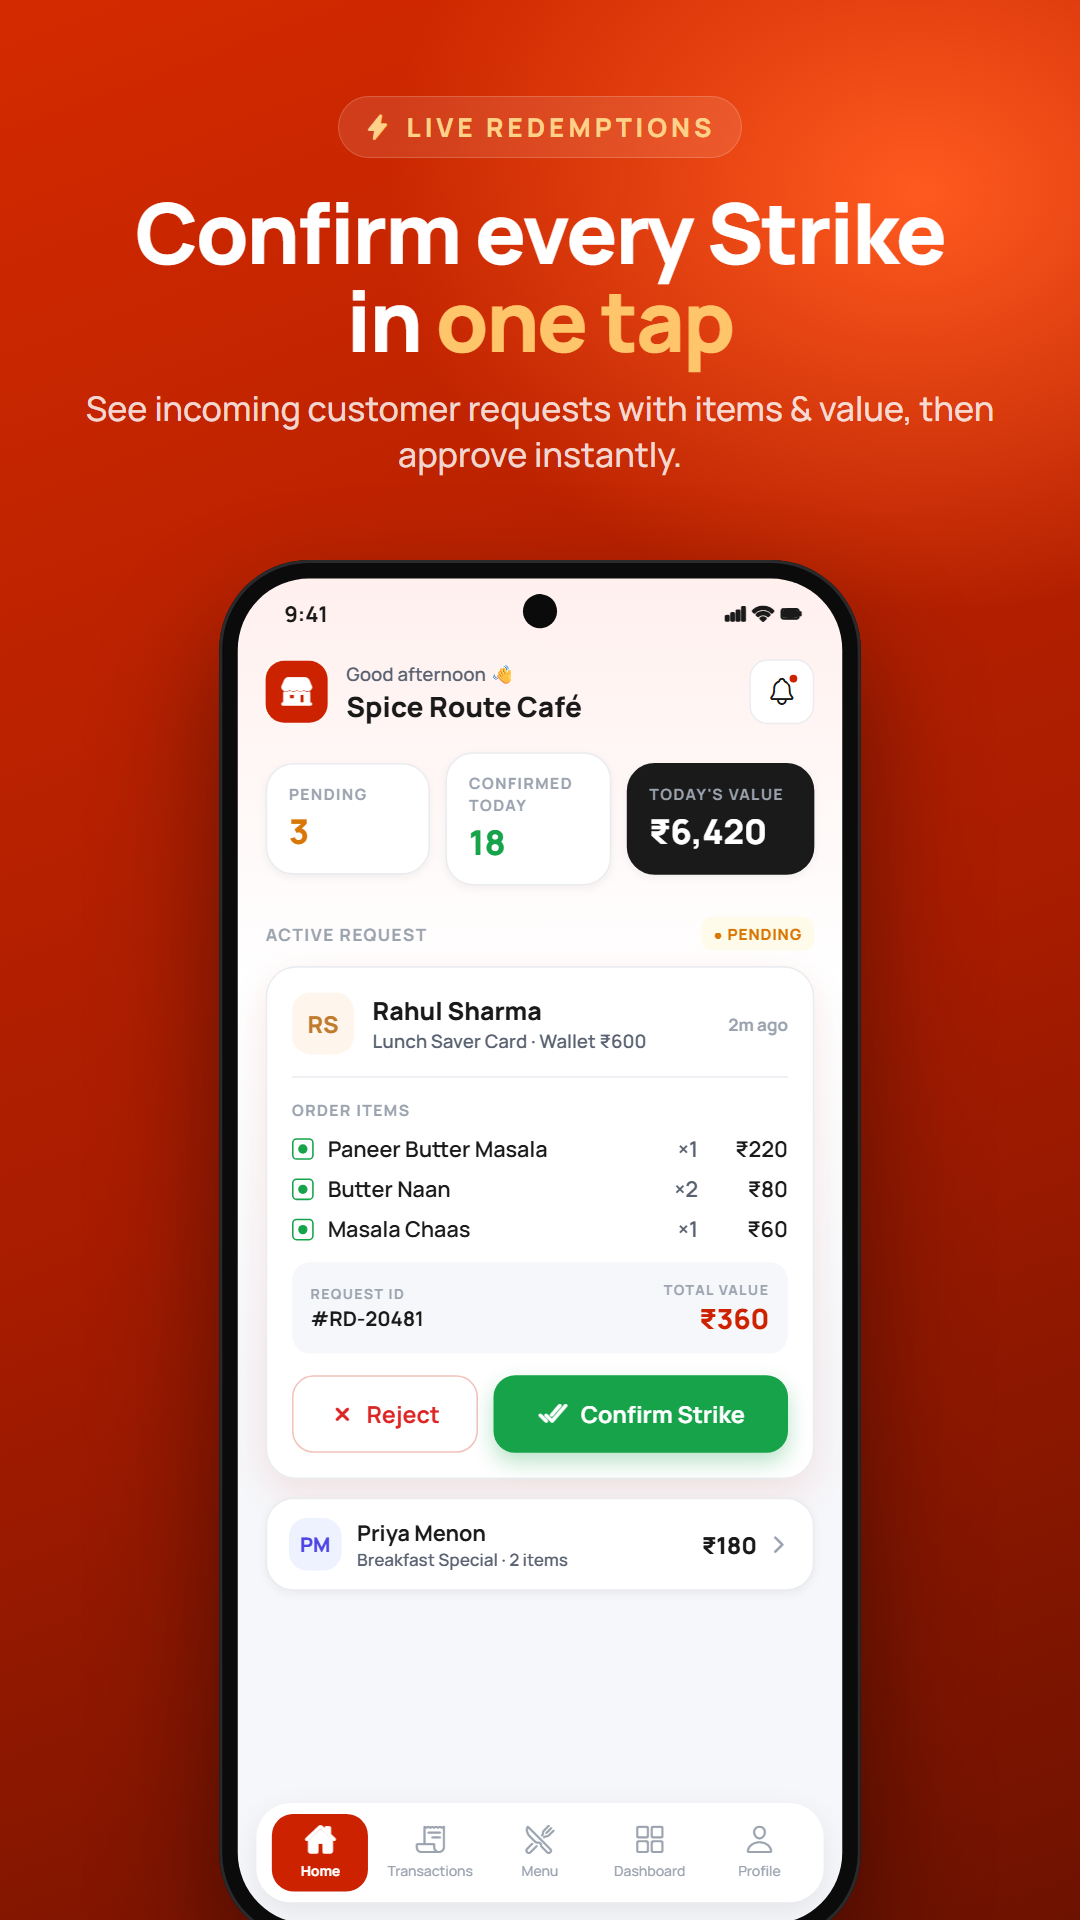 LIVE REDEMPTIONS
Confirm every Strike
in one tap
See incoming customer requests with items & value, then
approve instantly.
9:41
Good afternoon 👋
Spice Route Café
PENDING
3
CONFIRMED
TODAY
18
TODAY'S VALUE
₹6,420
ACTIVE REQUEST
• PENDING
RS
Rahul Sharma
Lunch Saver Card · Wallet ₹600
2m ago
ORDER ITEMS
Paneer Butter Masala ×1 ₹220
Butter Naan ×2 ₹80
Masala Chaas ×1 ₹60
REQUEST ID
#RD-20481
TOTAL VALUE
₹360
Reject
Confirm Strike
PM
Priya Menon
Breakfast Special · 2 items
₹180
Home
Transactions
Menu
Dashboard
Profile